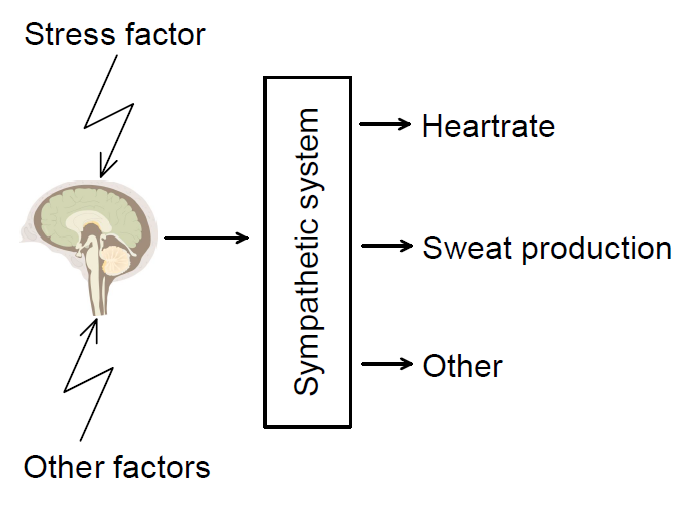 Stress factor
Sympathetic system
Heartrate
Sweat production
Other
Other factors